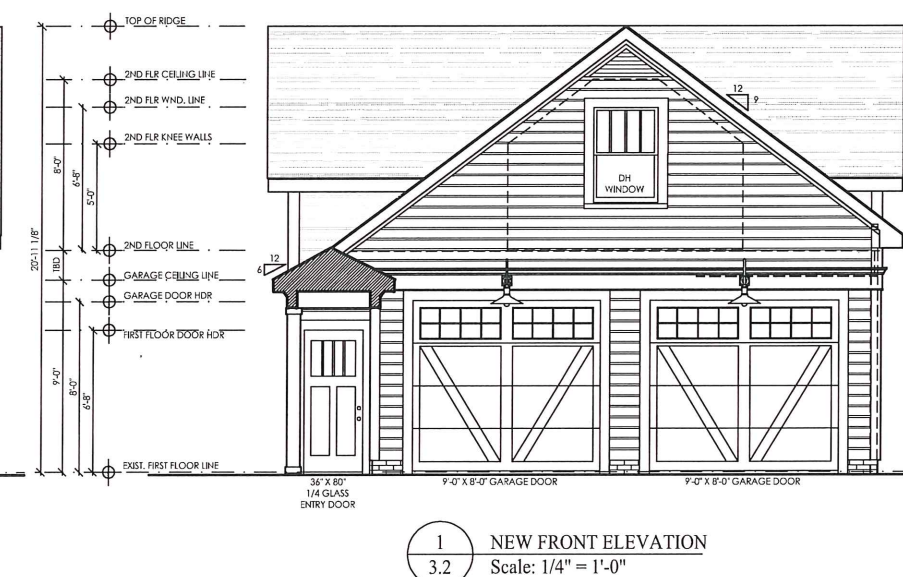 TOP OF RIDGE
2ND FLR CEILING LINE
2ND FLR WND. LINE
2ND FLR KNEE WALLS
8'-0"
6'-8"
5'-0"
20'-11 1/8"
2ND FLOOR LINE
TBD
GARAGE CEILING LINE
GARAGE DOOR HDR
FIRST FLOOR DOOR HDR
9'-0"
8'-0"
6'-8"
EXIST. FIRST FLOOR LINE
12
9
DH
WINDOW
12
6
36" X 80"
1/4 GLASS
ENTRY DOOR
9'-0" X 8'-0" GARAGE DOOR
9'-0" X 8'-0" GARAGE DOOR
1
3.2
NEW FRONT ELEVATION
Scale: 1/4" = 1'-0"